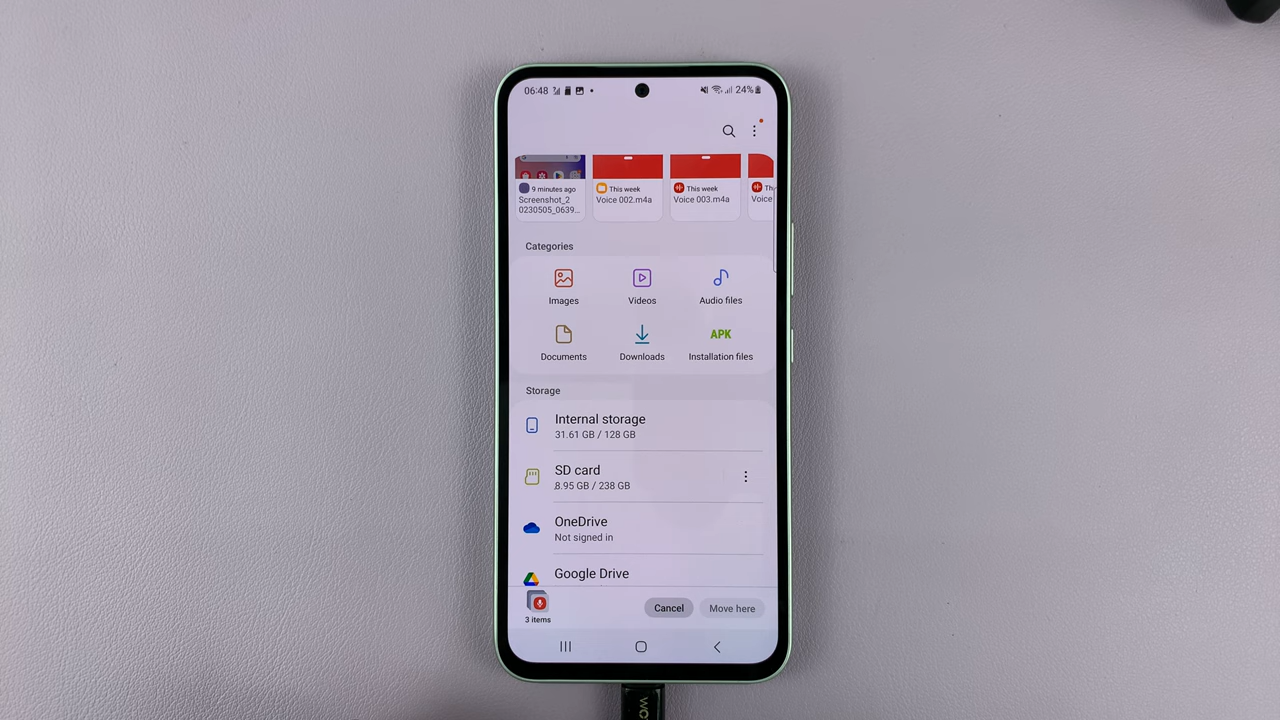 06:48
24%
9 minutes ago
Screenshot_2
0230505_0639...
This week
Voice 002.m4a
This week
Voice 003.m4a
Voice
Categories
Images
Videos
Audio files
Documents
Downloads
APK
Installation files
Storage
Internal storage
31.61 GB / 128 GB
SD card
8.95 GB / 238 GB
OneDrive
Not signed in
Google Drive
3 items
Cancel
Move here